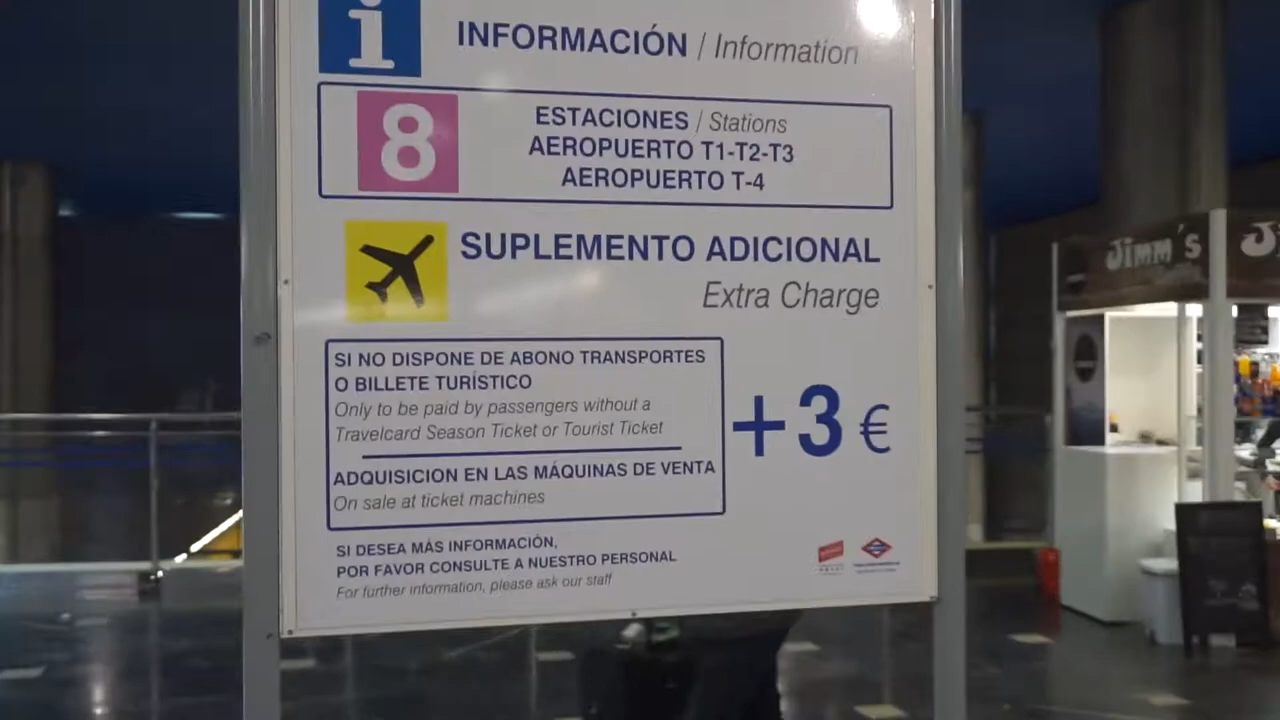 i
INFORMACIÓN / Information
8
ESTACIONES / Stations
AEROPUERTO T1-T2-T3
AEROPUERTO T-4
SUPLEMENTO ADICIONAL
Extra Charge
SI NO DISPONE DE ABONO TRANSPORTES
O BILLETE TURÍSTICO
Only to be paid by passengers without a
Travelcard Season Ticket or Tourist Ticket
ADQUISICION EN LAS MÁQUINAS DE VENTA
On sale at ticket machines
+3 €
SI DESEA MÁS INFORMACIÓN,
POR FAVOR CONSULTE A NUESTRO PERSONAL
For further information, please ask our staff
Jimm's